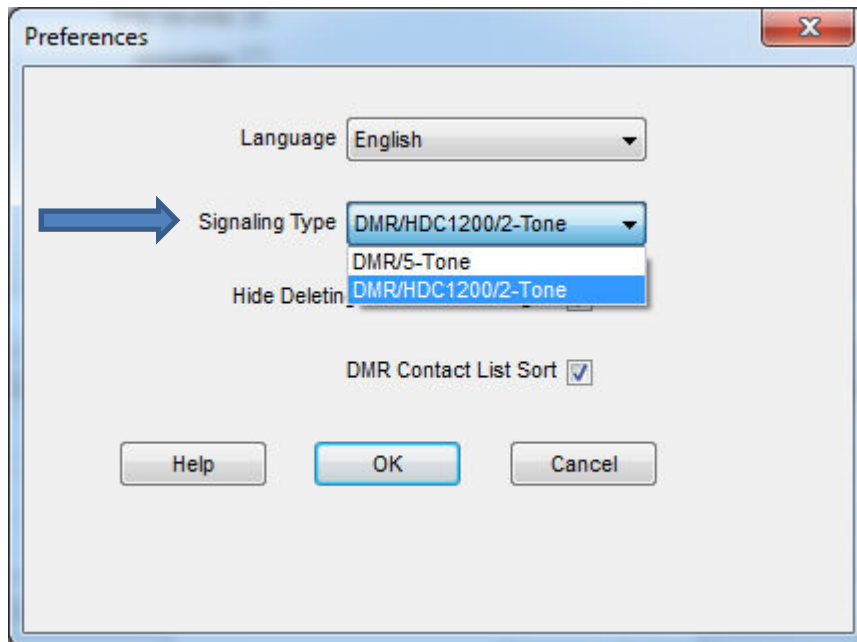 Preferences
Language English
Signaling Type DMR/HDC1200/2-Tone
DMR/5-Tone
Hide Deleting DMR/HDC1200/2-Tone
DMR Contact List Sort
Help OK Cancel